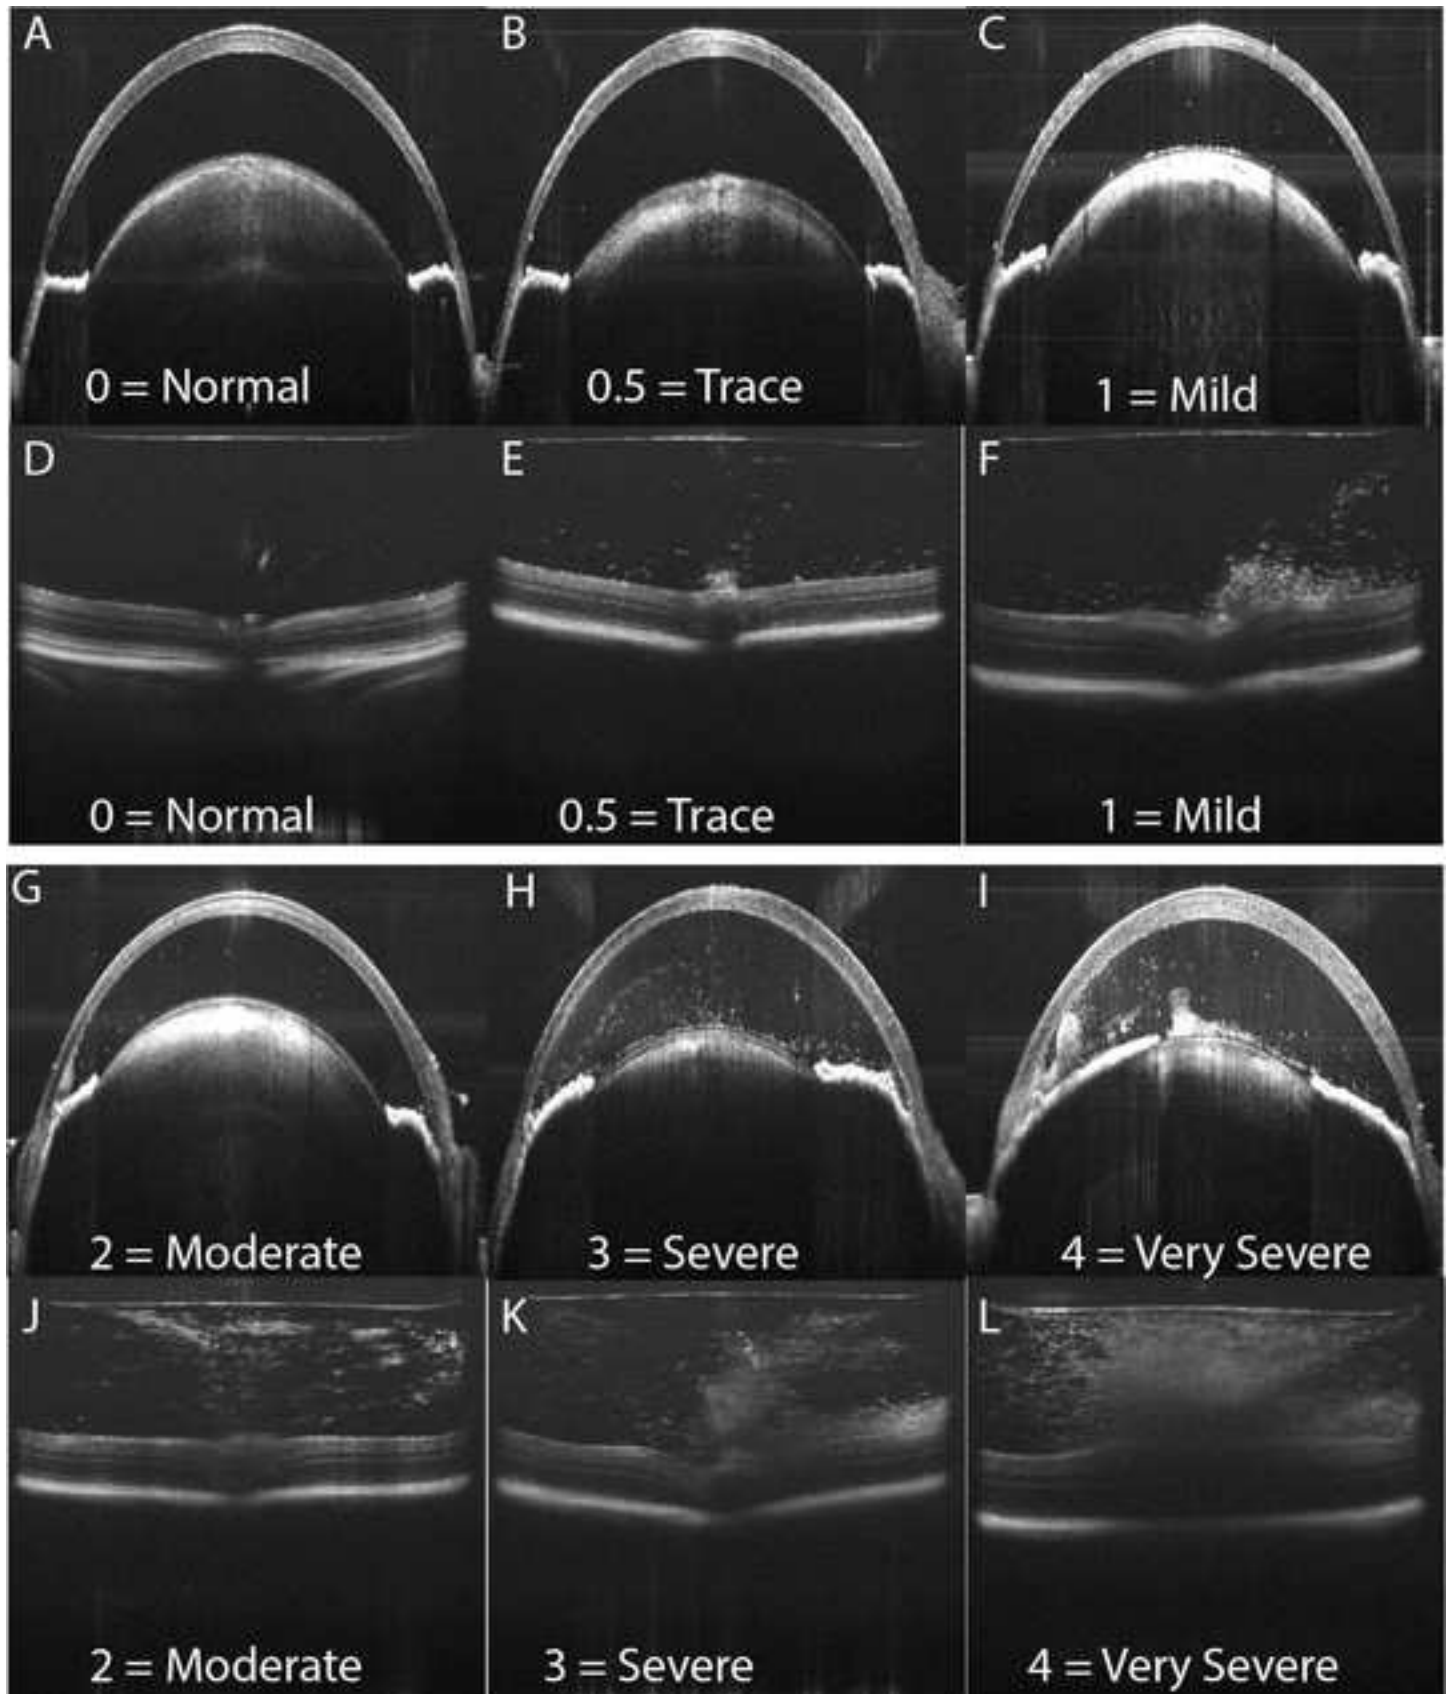 A
B
C
0 = Normal
0.5 = Trace
1 = Mild
D
E
F
0 = Normal
0.5 = Trace
1 = Mild
G
H
I
2 = Moderate
3 = Severe
4 = Very Severe
J
K
L
2 = Moderate
3 = Severe
4 = Very Severe